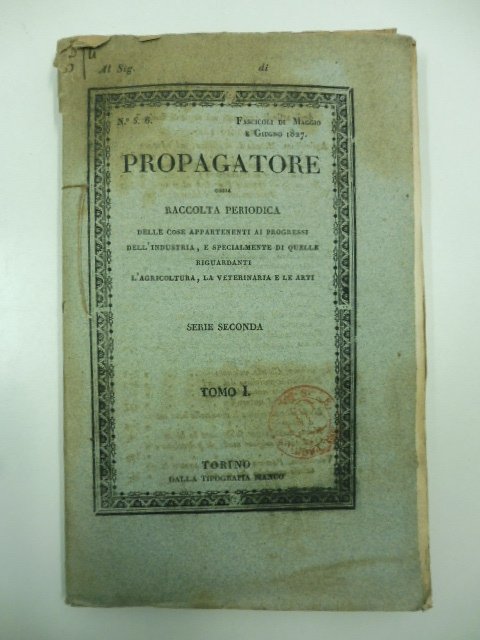 Al Sig. di
N.º 5. 6. Fascicoli di Maggio
e Giugno 1827.
PROPAGATORE
OSSIA
RACCOLTA PERIODICA
DELLE COSE APPARTENENTI AI PROGRESSI
DELL'INDUSTRIA, E SPECIALMENTE DI QUELLE
RIGUARDANTI
L'AGRICOLTURA, LA VETERINARIA E LE ARTI
SERIE SECONDA
TOMO I.
TORINO
DALLA TIPOGRAFIA BIANCO